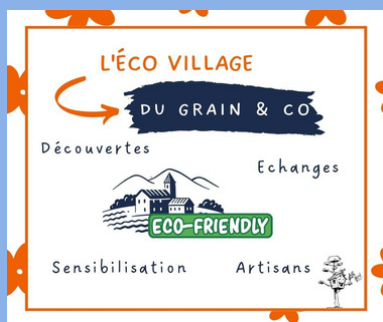 L'ÉCO VILLAGE
DU GRAIN & CO
Découvertes
Echanges
ECO-FRIENDLY
Sensibilisation
Artisans